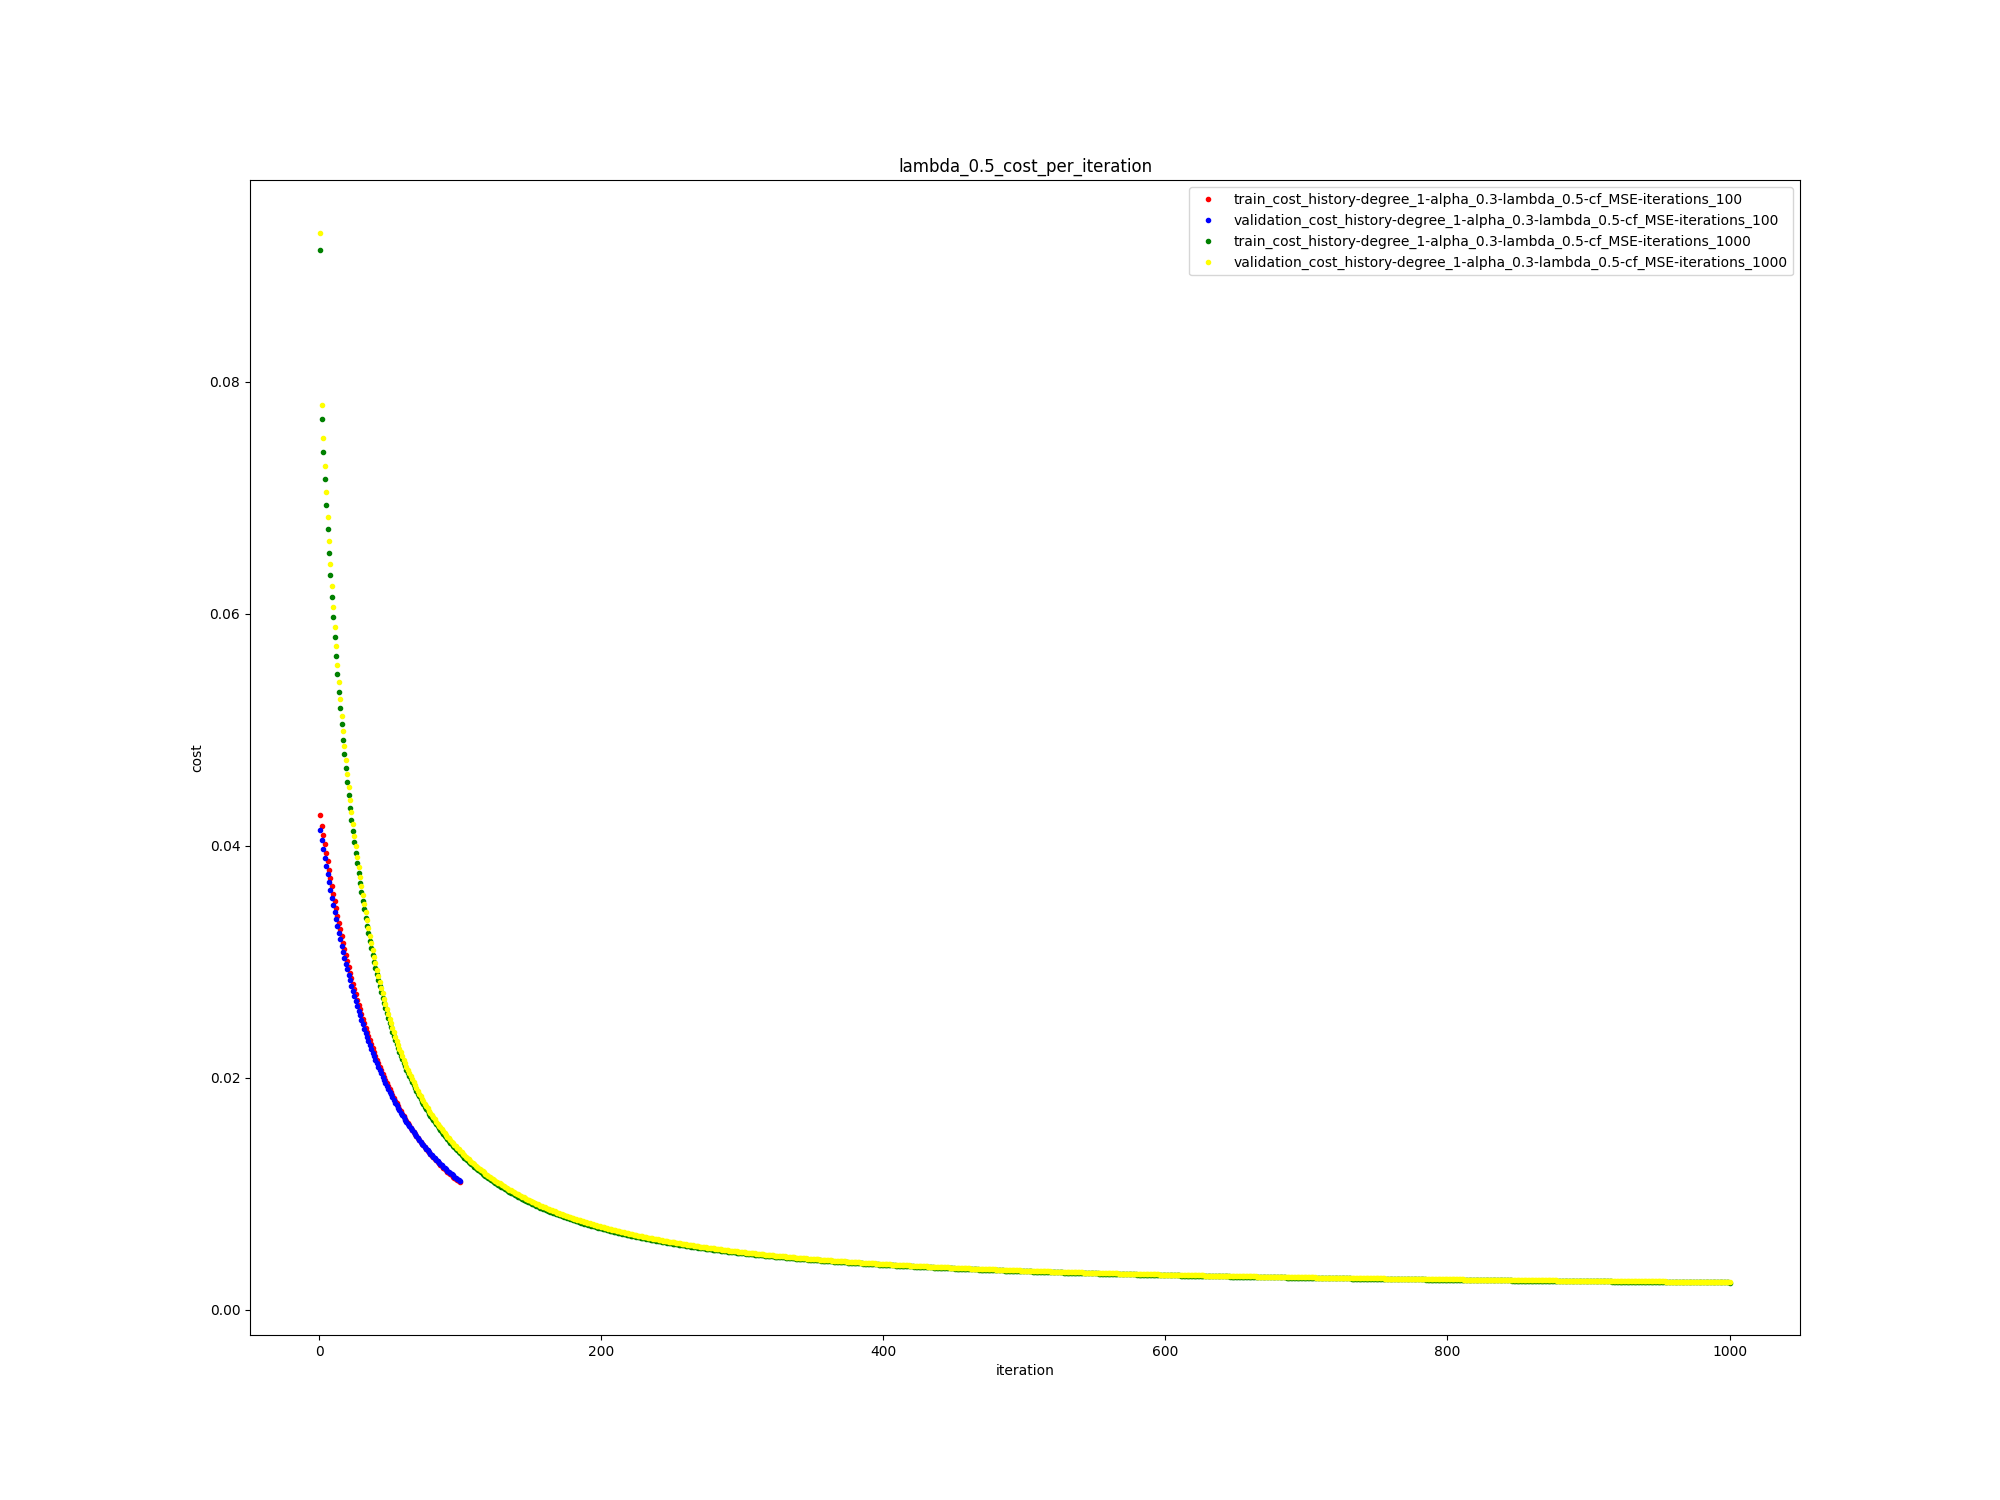 lambda_0.5_cost_per_iteration
train_cost_history-degree_1-alpha_0.3-lambda_0.5-cf_MSE-iterations_100
validation_cost_history-degree_1-alpha_0.3-lambda_0.5-cf_MSE-iterations_100
train_cost_history-degree_1-alpha_0.3-lambda_0.5-cf_MSE-iterations_1000
validation_cost_history-degree_1-alpha_0.3-lambda_0.5-cf_MSE-iterations_1000
0.08
0.06
cost
0.04
0.02
0.00
0 200 400 600 800 1000
iteration